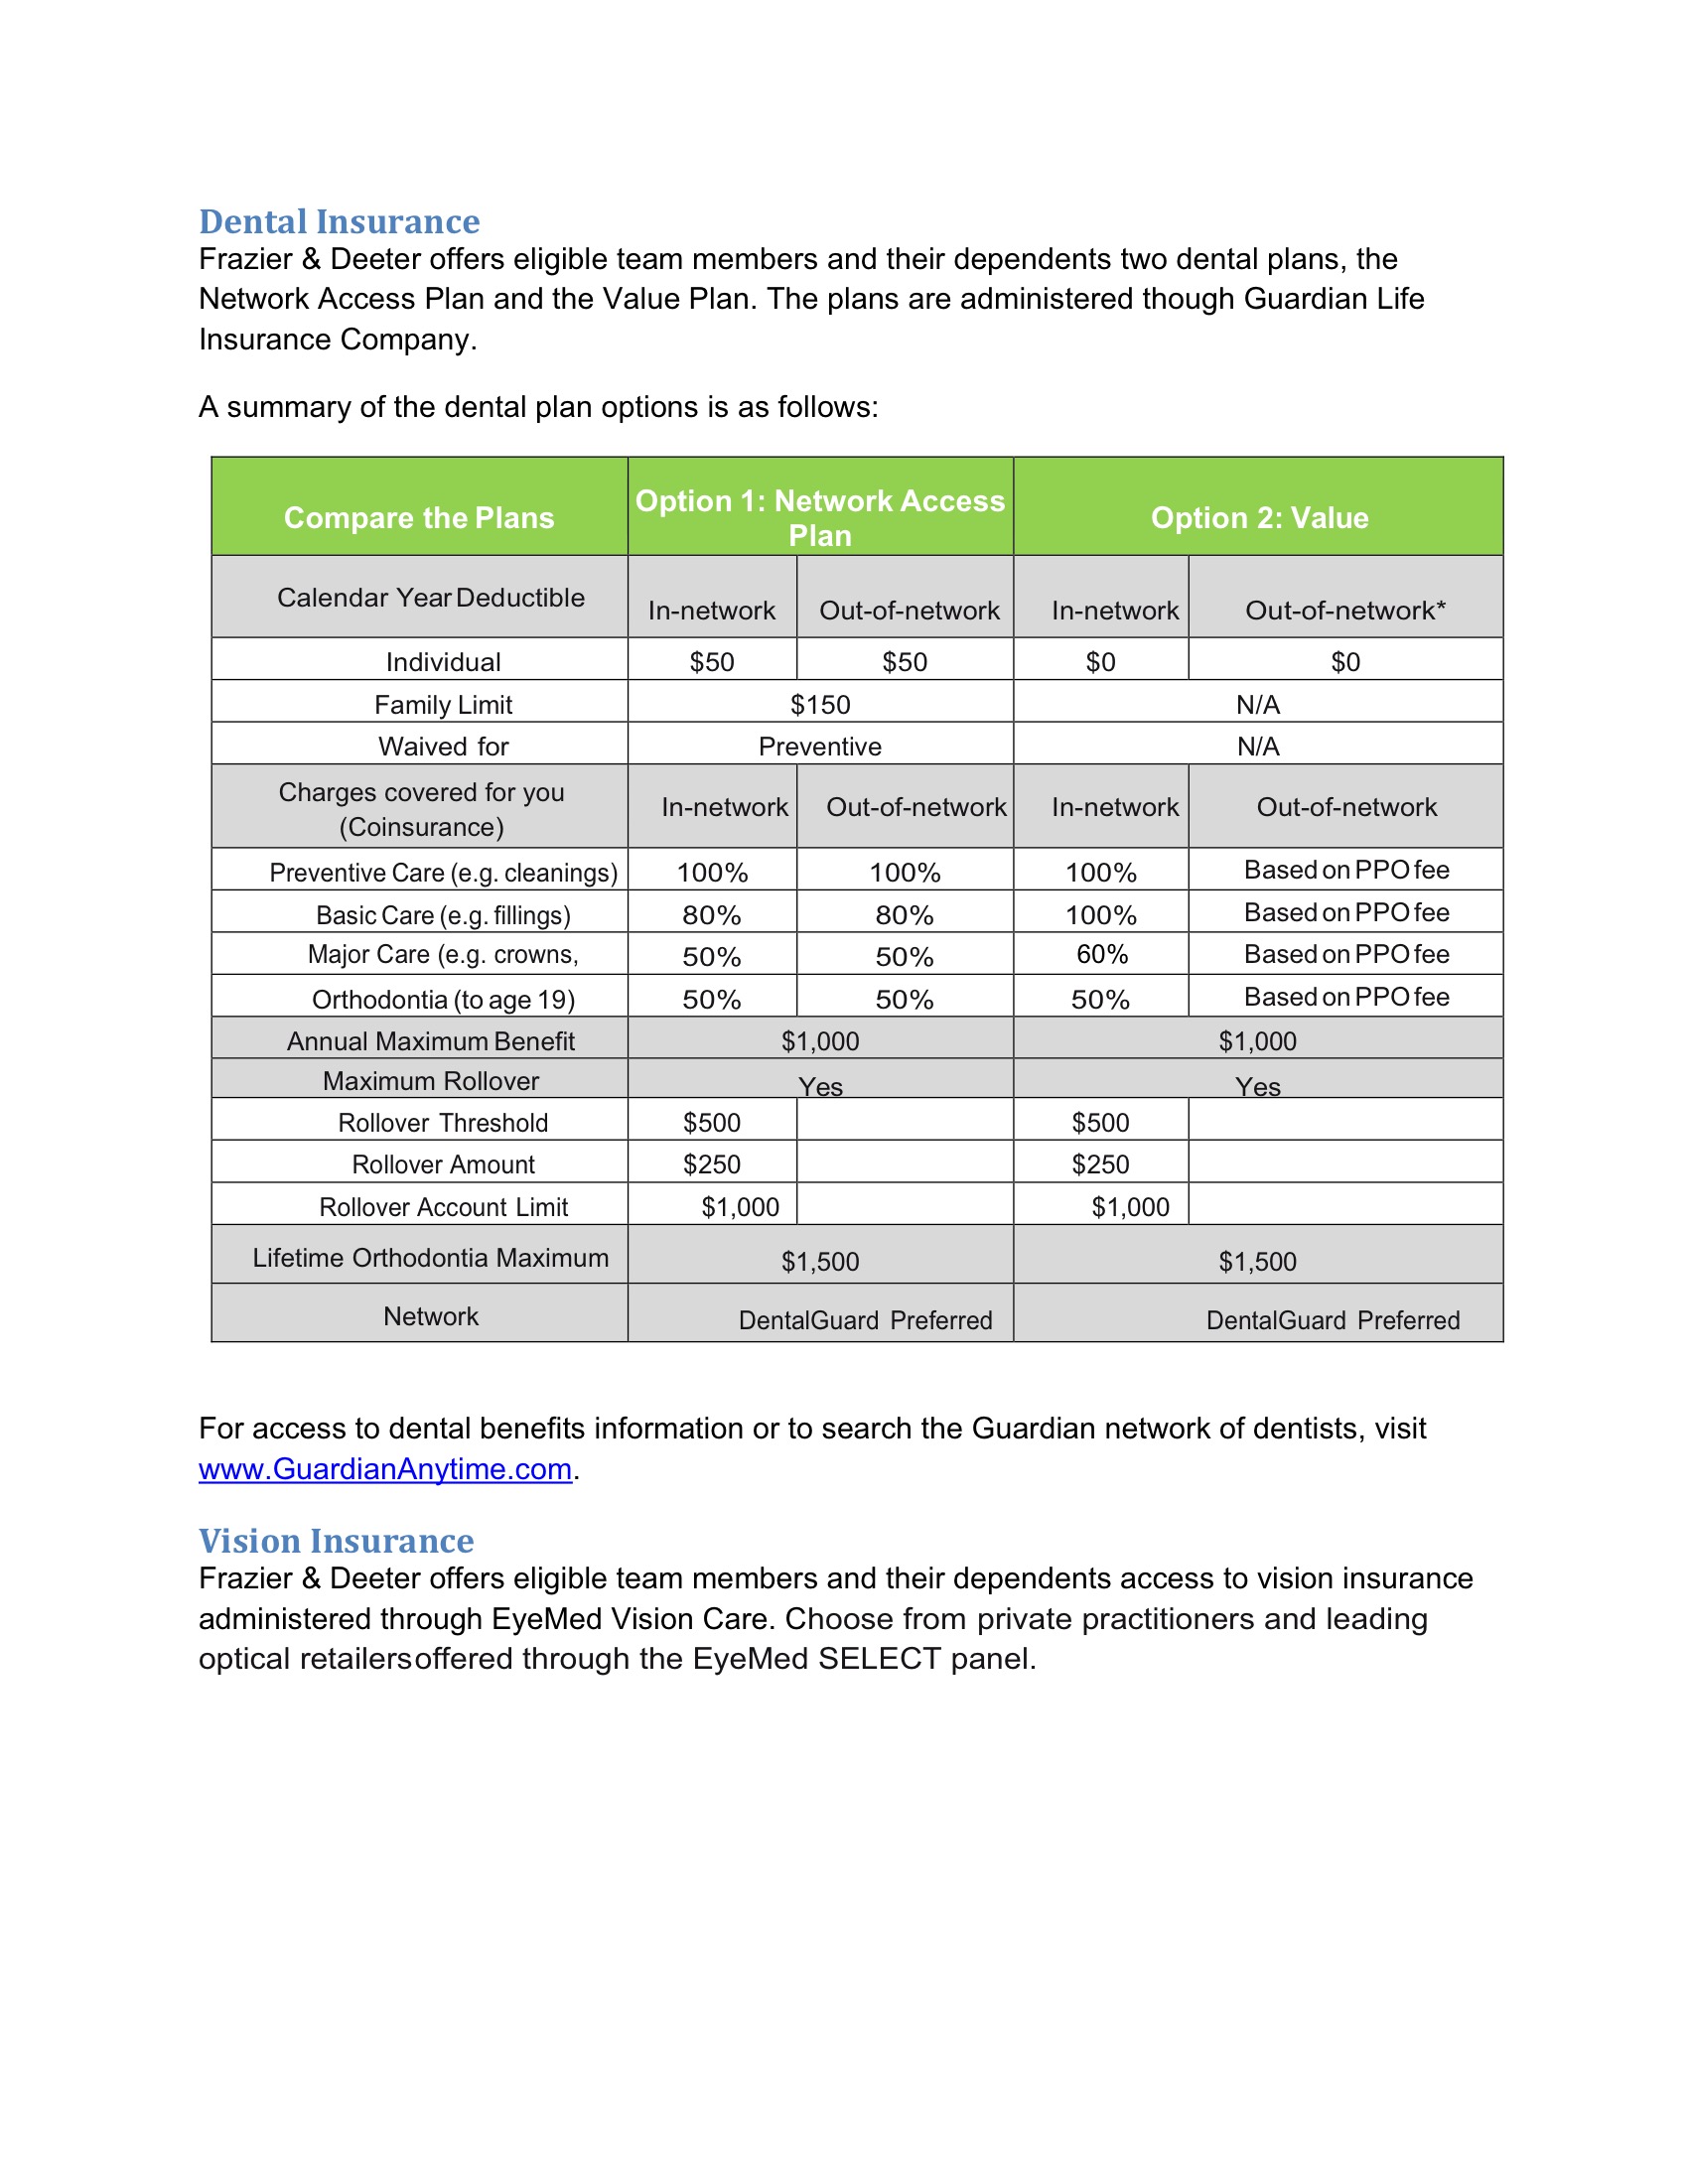 Dental Insurance
Frazier & Deeter offers eligible team members and their dependents two dental plans, the
Network Access Plan and the Value Plan. The plans are administered though Guardian Life
Insurance Company.
A summary of the dental plan options is as follows:
Compare the Plans Option 1: Network Access Plan Option 2: Value
Calendar Year Deductible In-network Out-of-network In-network Out-of-network*
Individual $50 $50 $0 $0
Family Limit $150 N/A
Waived for Preventive N/A
Charges covered for you (Coinsurance) In-network Out-of-network In-network Out-of-network
Preventive Care (e.g. cleanings) 100% 100% 100% Based on PPO fee
Basic Care (e.g. fillings) 80% 80% 100% Based on PPO fee
Major Care (e.g. crowns, 50% 50% 60% Based on PPO fee
Orthodontia (to age 19) 50% 50% 50% Based on PPO fee
Annual Maximum Benefit $1,000 $1,000
Maximum Rollover Yes Yes
Rollover Threshold $500 $500
Rollover Amount $250 $250
Rollover Account Limit $1,000 $1,000
Lifetime Orthodontia Maximum $1,500 $1,500
Network DentalGuard Preferred DentalGuard Preferred
For access to dental benefits information or to search the Guardian network of dentists, visit
www.GuardianAnytime.com.
Vision Insurance
Frazier & Deeter offers eligible team members and their dependents access to vision insurance
administered through EyeMed Vision Care. Choose from private practitioners and leading
optical retailersoffered through the EyeMed SELECT panel.